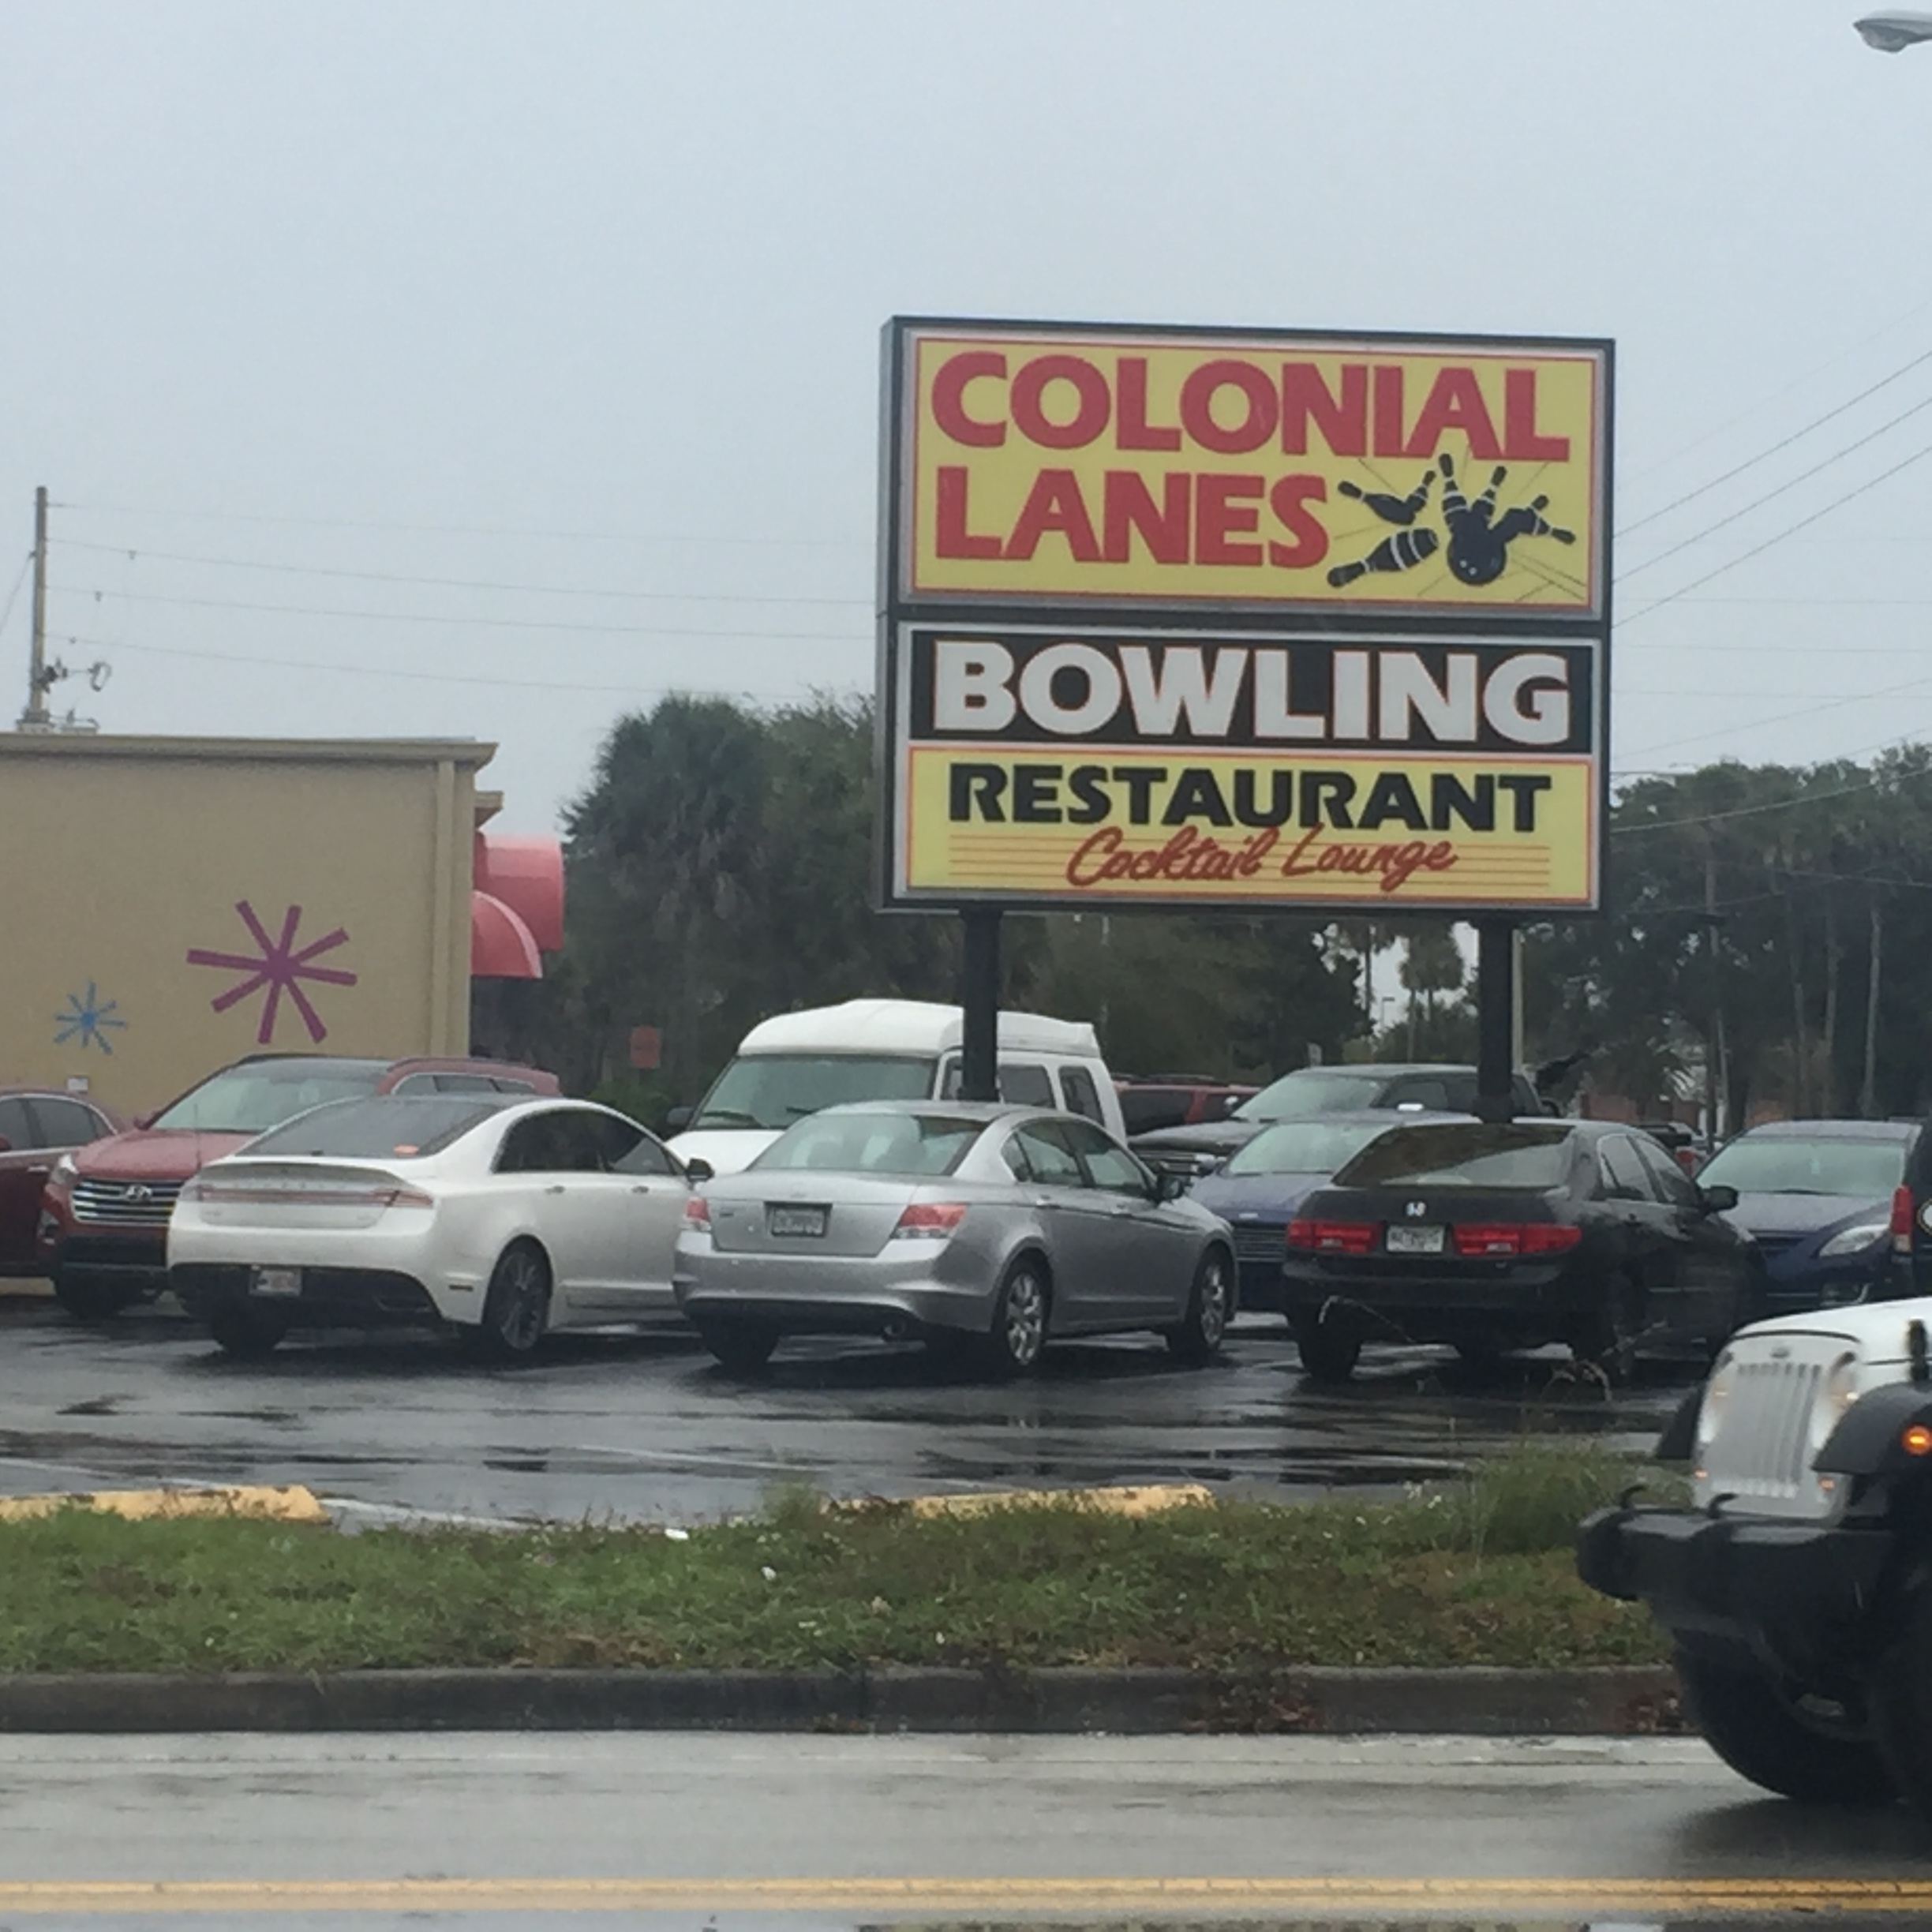 COLONIAL
LANES
BOWLING
RESTAURANT
Cocktail Lounge